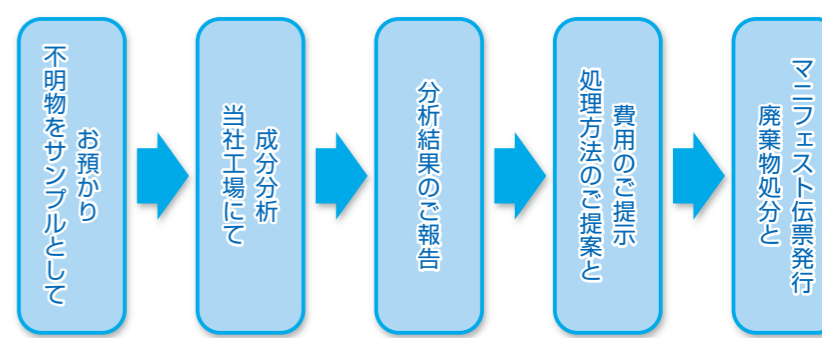 不明物をサンプルとして
お預かり
当社工場にて
成分分析
分析結果のご報告
処理方法のご提案と
費用のご提示
廃棄物処分と
マニフェスト伝票発行